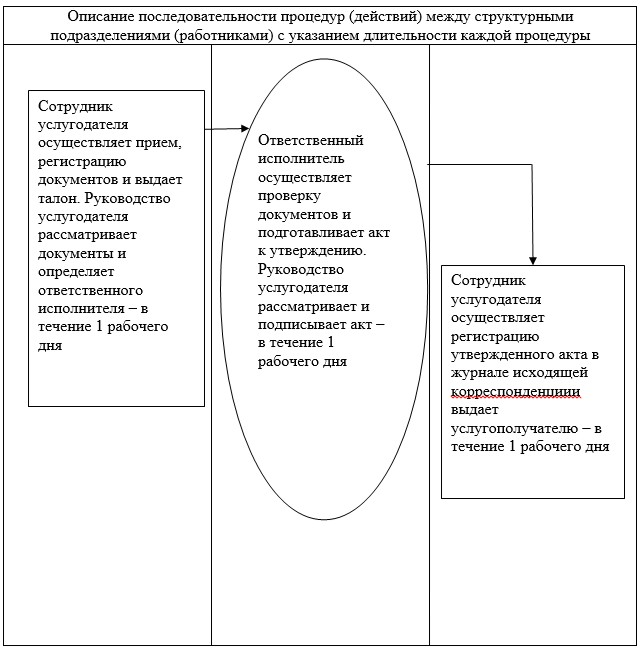 Описание последовательности процедур (действий) между структурными
подразделениями (работниками) с указанием длительности каждой процедуры
Сотрудник
услугодателя
осуществляет прием,
регистрацию
документов и выдает
талон. Руководство
услугодателя
рассматривает
документы и
определяет
ответственного
исполнителя – в
течение 1 рабочего
дня
Ответственный
исполнитель
осуществляет
проверку
документов и
подготавливает акт
к утверждению.
Руководство
услугодателя
рассматривает и
подписывает акт –
в течение 1
рабочего дня
Сотрудник
услугодателя
осуществляет
регистрацию
утвержденного акта в
журнале исходящей
корреспонденциии
выдает
услугополучателю – в
течение 1 рабочего дня